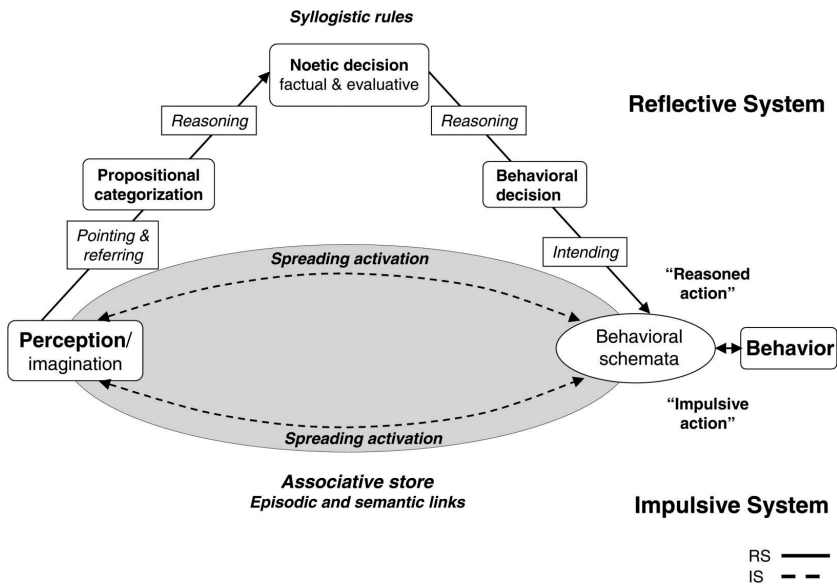 Syllogistic rules
Noetic decision
factual & evaluative
Reflective System
Reasoning
Reasoning
Propositional
categorization
Behavioral
decision
Pointing &
referring
Intending
Spreading activation
“Reasoned
action”
Perception/
imagination
Behavioral
schemata
Behavior
“Impulsive
action”
Spreading activation
Associative store
Episodic and semantic links
Impulsive System
RS
IS